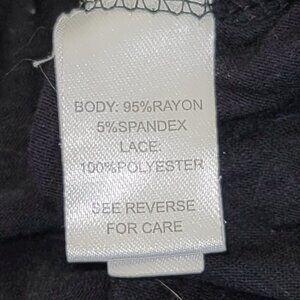 BODY: 95%RAYON
5%SPANDEX
LACE:
100%POLYESTER
SEE REVERSE
FOR CARE